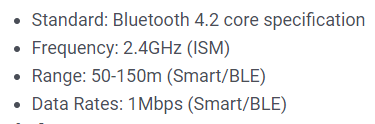 • Standard: Bluetooth 4.2 core specification
• Frequency: 2.4GHz (ISM)
• Range: 50-150m (Smart/BLE)
• Data Rates: 1Mbps (Smart/BLE)